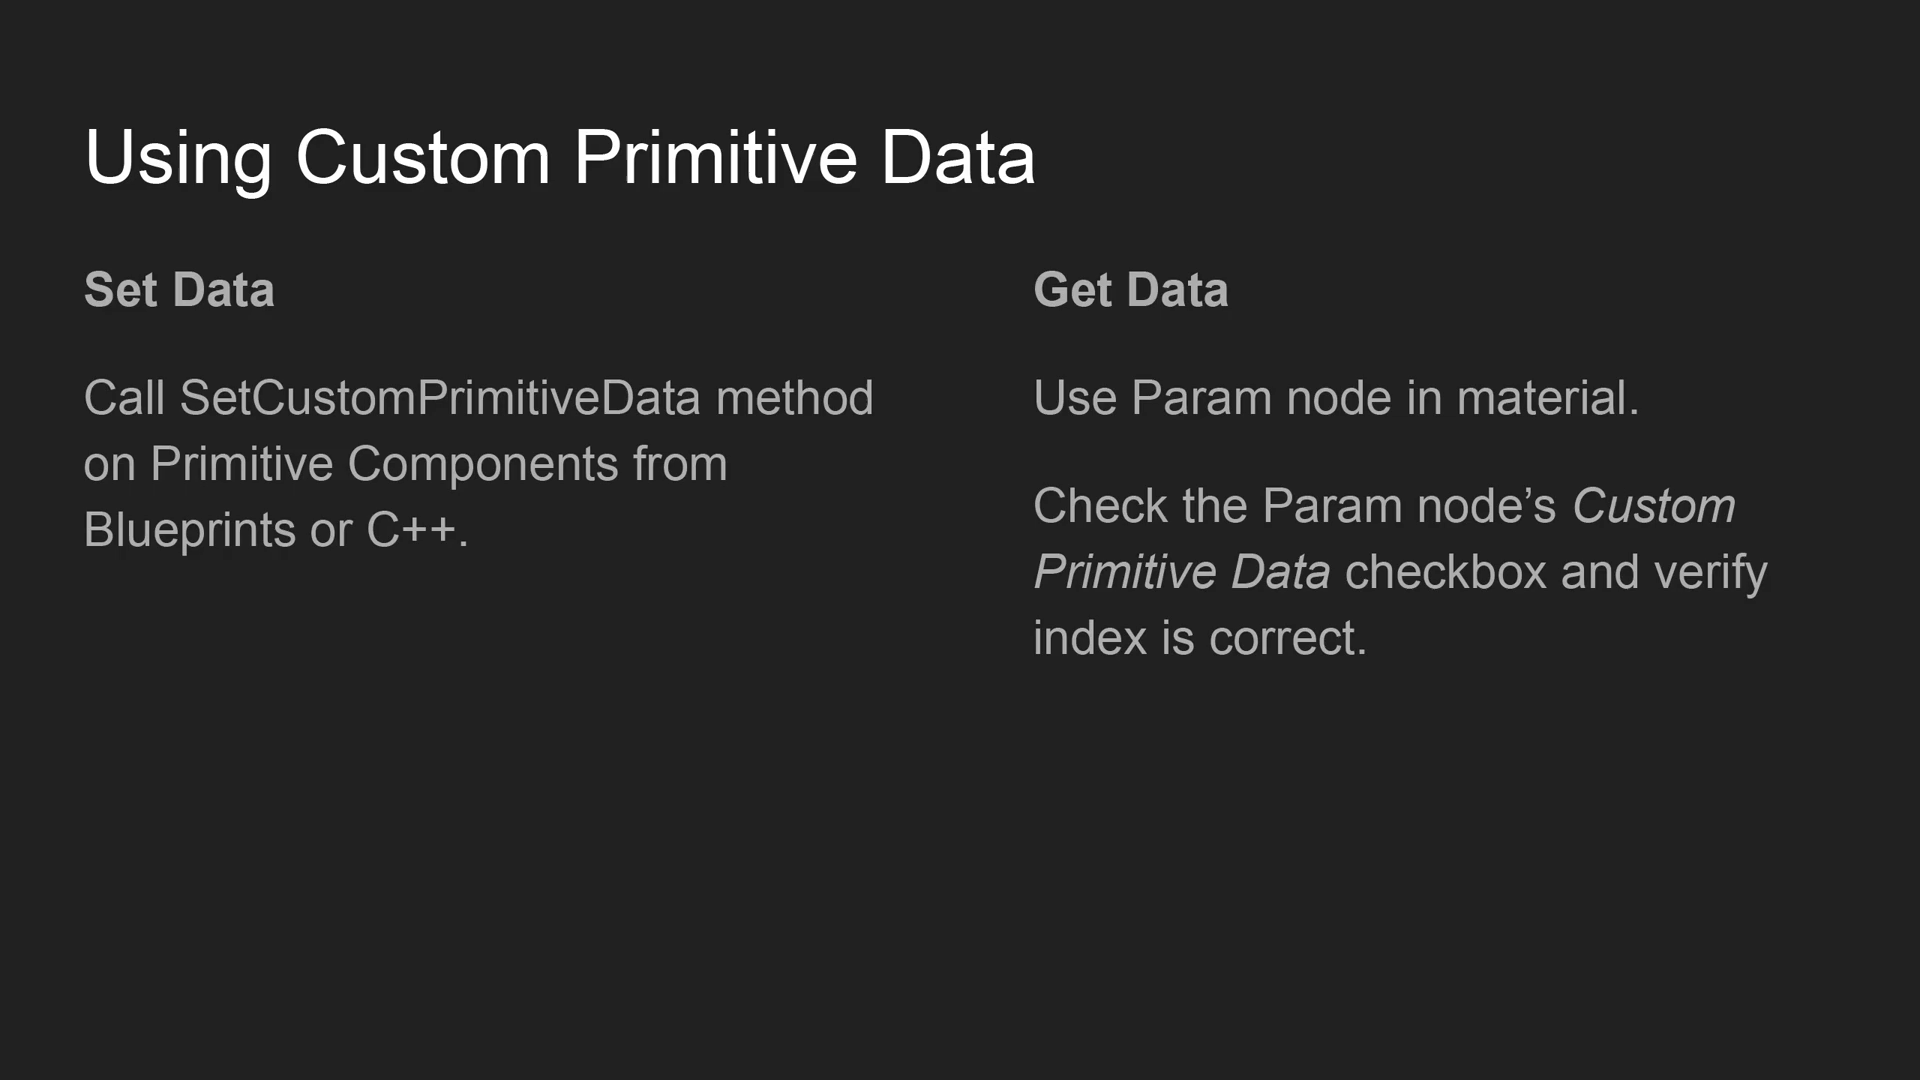 Using Custom Primitive Data
Set Data
Call SetCustomPrimitiveData method
on Primitive Components from
Blueprints or C++.
Get Data
Use Param node in material.
Check the Param node’s Custom
Primitive Data checkbox and verify
index is correct.